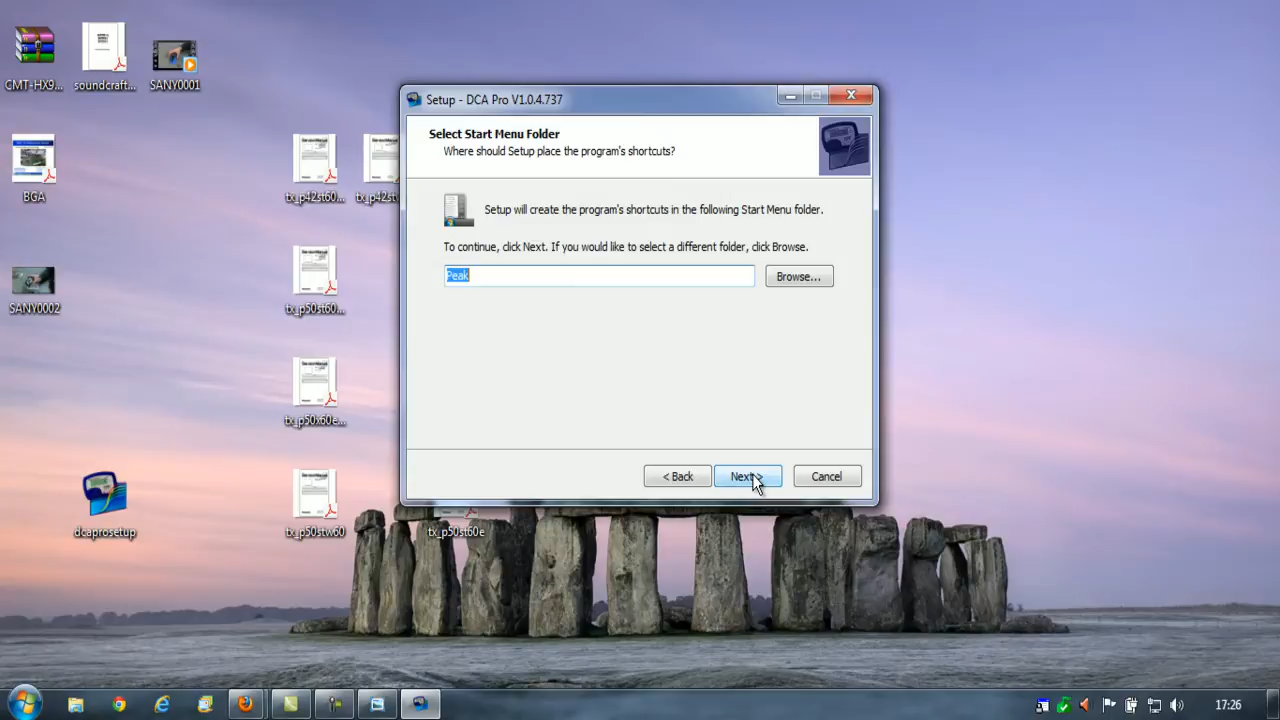 CMT-HX9...
soundcraft...
SANY0001
BGA
tx_p42st60...
SANY0002
tx_p50st60...
tx_p50x60e...
dcaprosetup
tx_p50stw60
tx_p50st60e
Setup - DCA Pro V1.0.4.737
Select Start Menu Folder
Where should Setup place the program's shortcuts?
Setup will create the program's shortcuts in the following Start Menu folder.
To continue, click Next. If you would like to select a different folder, click Browse.
Peak
Browse...
< Back
Next >
Cancel
17:26